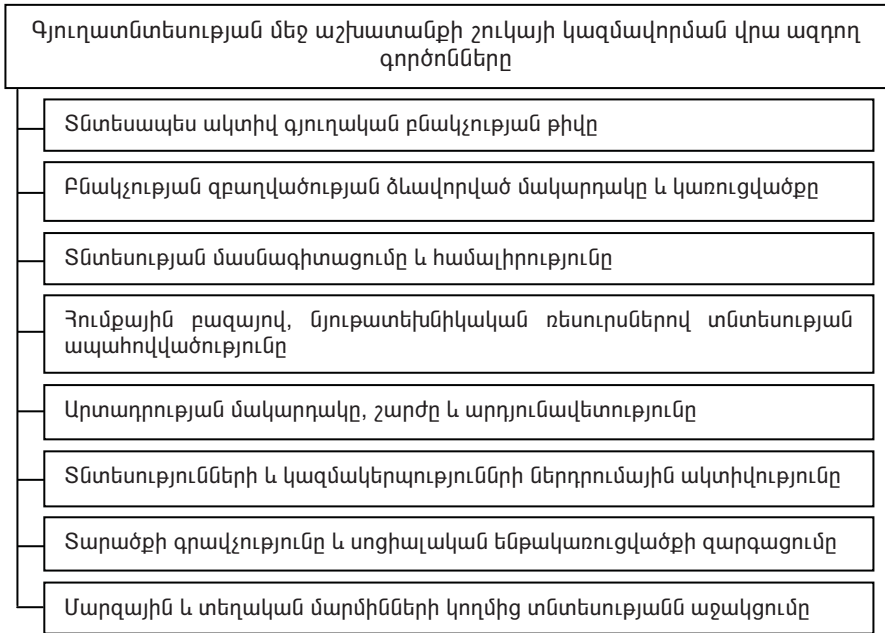 Գյուղատնտեսության մեջ աշխատանքի շուկայի կազմավորման վրա ազդող
գործոնները
Տնտեսապես ակտիվ գյուղական բնակչության թիվը
Բնակչության զբաղվածության ձևավորված մակարդակը և կառուցվածքը
Տնտեսության մասնագիտացումը և համալիրությունը
Հումքային բազայով, նյութատեխնիկական ռեսուրսներով տնտեսության
ապահովվածությունը
Արտադրության մակարդակը, շարժը և արդյունավետությունը
Տնտեսությունների և կազմակերպություննրի ներդրումային ակտիվությունը
Տարածքի գրավչությունը և սոցիալական ենթակառուցվածքի զարգացումը
Մարզային և տեղական մարմինների կողմից տնտեսությանն աջակցումը